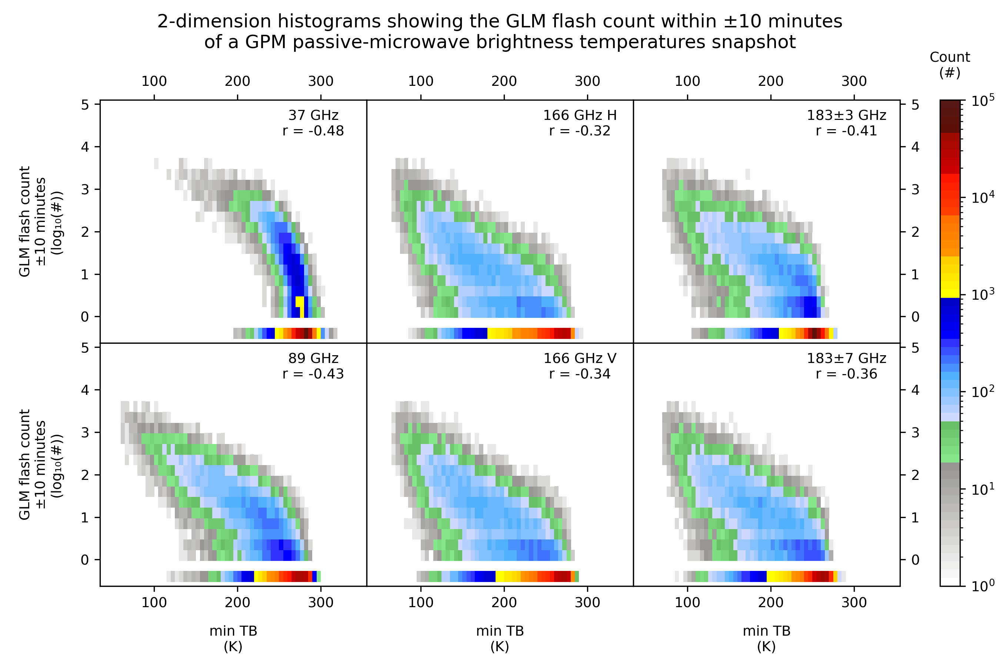 2-dimension histograms showing the GLM flash count within ±10 minutes
of a GPM passive-microwave brightness temperatures snapshot
Count
(#)
100 200 300 100 200 300 100 200 300
37 GHz
r = -0.48
166 GHz H
r = -0.32
183±3 GHz
r = -0.41
GLM flash count
±10 minutes
(log₁₀(#))
5
4
3
2
1
0
5
4
3
2
1
0
89 GHz
r = -0.43
166 GHz V
r = -0.34
183±7 GHz
r = -0.36
GLM flash count
±10 minutes
(log₁₀(#))
5
4
3
2
1
0
5
4
3
2
1
0
100 200 300 100 200 300 100 200 300
min TB
(K)
min TB
(K)
min TB
(K)
10⁵
10⁴
10³
10²
10¹
10⁰